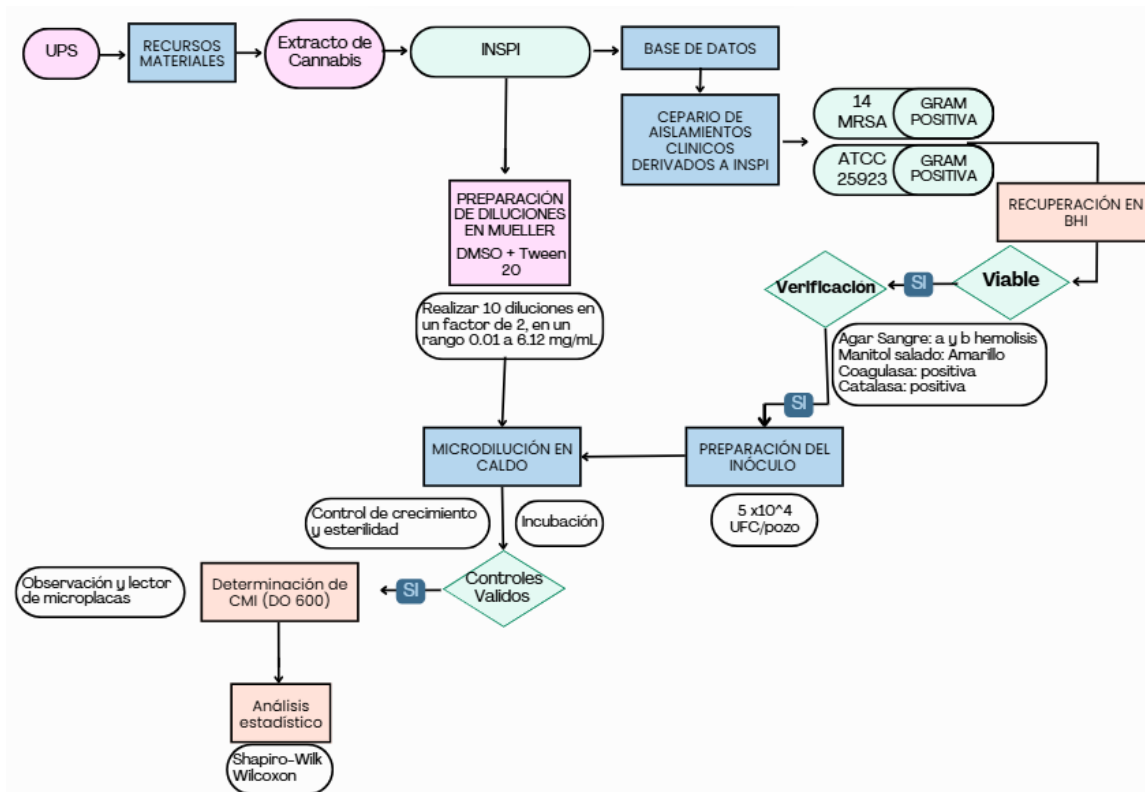 UPS
RECURSOS
MATERIALES
Extracto de
Cannabis
INSPI
BASE DE DATOS
CEPARIO DE
AISLAMIENTOS
CLINICOS
DERIVADOS A INSPI
14
MRSA
GRAM
POSITIVA
ATCC
25923
GRAM
POSITIVA
RECUPERACIÓN EN
BHI
Viable
SI
Verificación
Agar Sangre: a y b hemolisis
Manitol salado: Amarillo
Coagulasa: positiva
Catalasa: positiva
SI
PREPARACIÓN
DE DILUCIONES
EN MUELLER
DMSO + Tween
20
Realizar 10 diluciones en
un factor de 2, en un
rango 0.01 a 6.12 mg/mL
MICRODILUCIÓN EN
CALDO
PREPARACIÓN DEL
INÓCULO
5 x10^4
UFC/pozo
Control de crecimiento
y esterilidad
Incubación
Controles
Validos
SI
Determinación de
CMI (DO 600)
Observación y lector
de microplacas
Análisis
estadístico
Shapiro-Wilk
Wilcoxon